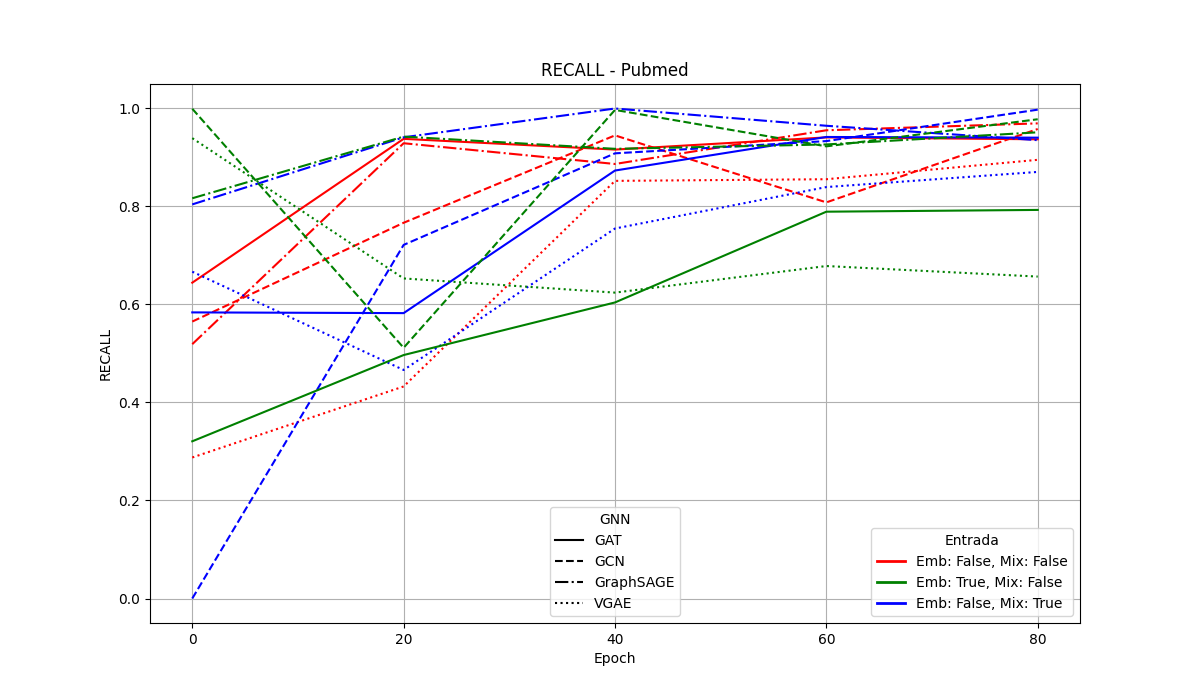 RECALL - Pubmed
RECALL
1.0
0.8
0.6
0.4
0.2
0.0
0
20
40
60
80
Epoch
GNN
GAT
GCN
GraphSAGE
VGAE
Entrada
Emb: False, Mix: False
Emb: True, Mix: False
Emb: False, Mix: True